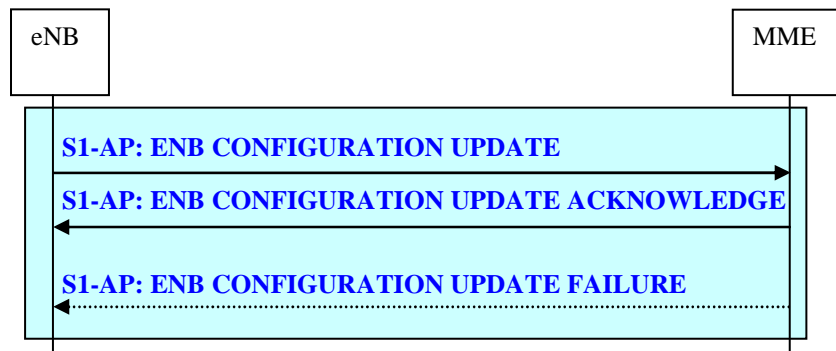 eNB
MME
S1-AP: ENB CONFIGURATION UPDATE
S1-AP: ENB CONFIGURATION UPDATE ACKNOWLEDGE
S1-AP: ENB CONFIGURATION UPDATE FAILURE